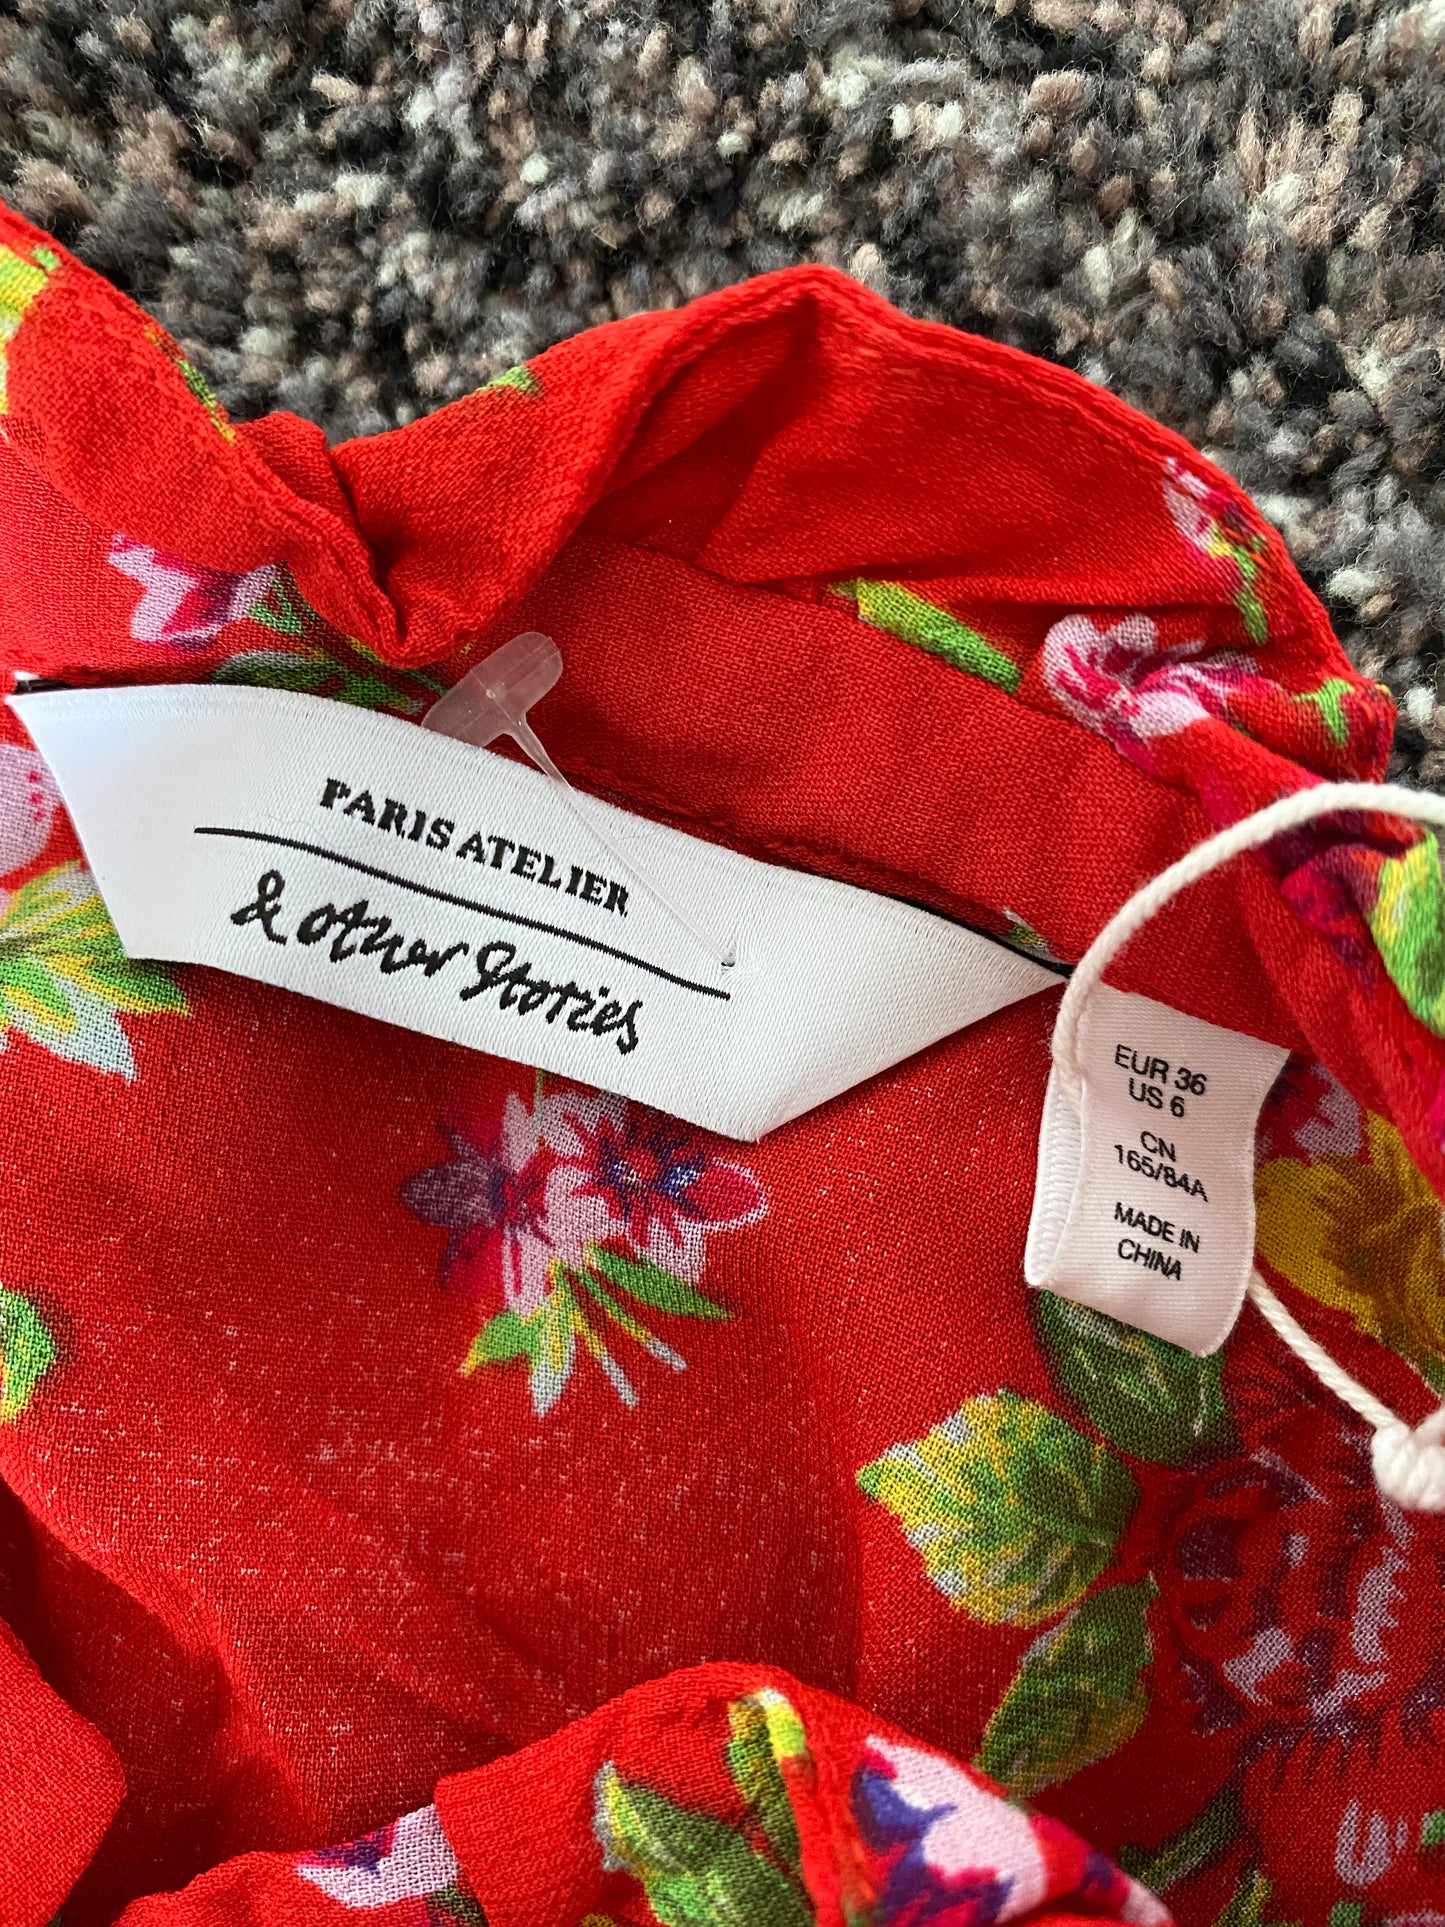 PARIS ATELIER
& other Stories
EUR 36
US 6
CN
165/84A
MADE IN
CHINA